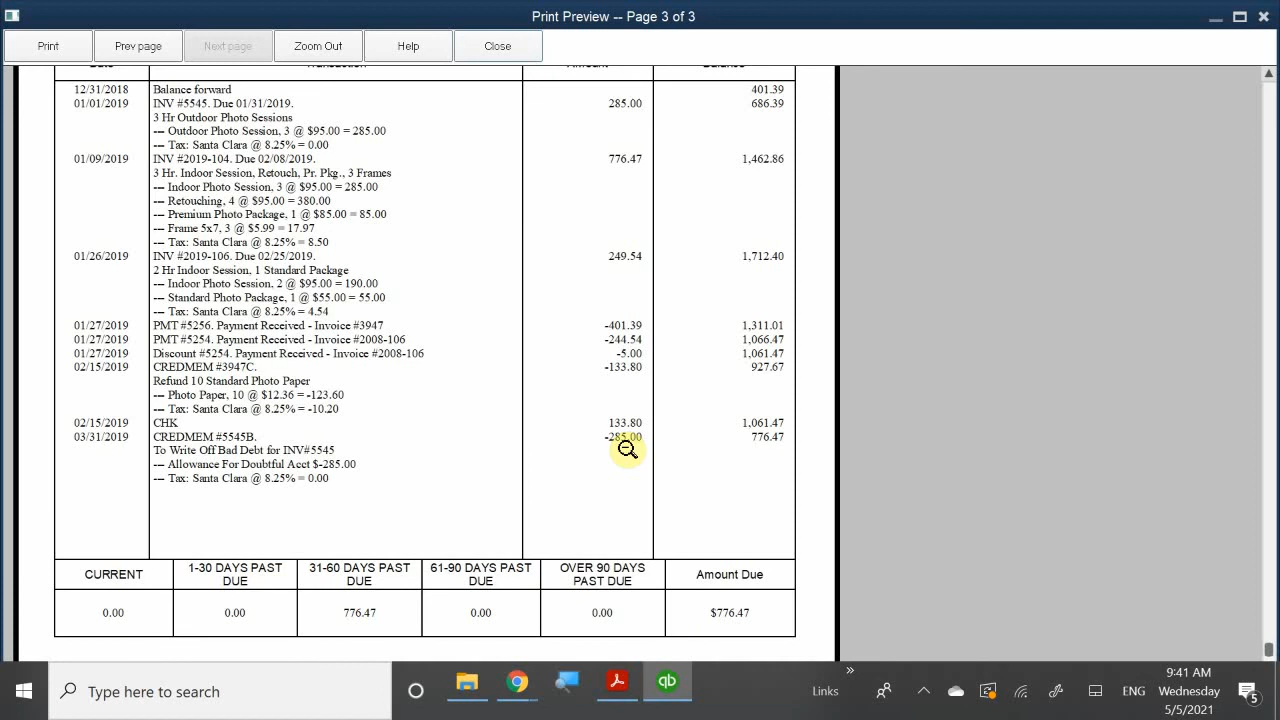 Print Preview -- Page 3 of 3
Print Prev page Next page Zoom Out Help Close
Date Transaction Amount Balance
12/31/2018 Balance forward 401.39
01/01/2019 INV #5545. Due 01/31/2019. 285.00 686.39
3 Hr Outdoor Photo Sessions
--- Outdoor Photo Session, 3 @ $95.00 = 285.00
--- Tax: Santa Clara @ 8.25% = 0.00
01/09/2019 INV #2019-104. Due 02/08/2019. 776.47 1,462.86
3 Hr. Indoor Session, Retouch, Pr. Pkg., 3 Frames
--- Indoor Photo Session, 3 @ $95.00 = 285.00
--- Retouching, 4 @ $95.00 = 380.00
--- Premium Photo Package, 1 @ $85.00 = 85.00
--- Frame 5x7, 3 @ $5.99 = 17.97
--- Tax: Santa Clara @ 8.25% = 8.50
01/26/2019 INV #2019-106. Due 02/25/2019. 249.54 1,712.40
2 Hr Indoor Session, 1 Standard Package
--- Indoor Photo Session, 2 @ $95.00 = 190.00
--- Standard Photo Package, 1 @ $55.00 = 55.00
--- Tax: Santa Clara @ 8.25% = 4.54
01/27/2019 PMT #5256. Payment Received - Invoice #3947 -401.39 1,311.01
01/27/2019 PMT #5254. Payment Received - Invoice #2008-106 -244.54 1,066.47
01/27/2019 Discount #5254. Payment Received - Invoice #2008-106 -5.00 1,061.47
02/15/2019 CREDMEM #3947C. -133.80 927.67
Refund 10 Standard Photo Paper
--- Photo Paper, 10 @ $12.36 = -123.60
--- Tax: Santa Clara @ 8.25% = -10.20
02/15/2019 CHK 133.80 1,061.47
03/31/2019 CREDMEM #5545B. -285.00 776.47
To Write Off Bad Debt for INV#5545
--- Allowance For Doubtful Acct $-285.00
--- Tax: Santa Clara @ 8.25% = 0.00
CURRENT 1-30 DAYS PAST DUE 31-60 DAYS PAST DUE 61-90 DAYS PAST DUE OVER 90 DAYS PAST DUE Amount Due
0.00 0.00 776.47 0.00 0.00 $776.47
Type here to search
qb
Links
ENG
9:41 AM
Wednesday
5/5/2021
5